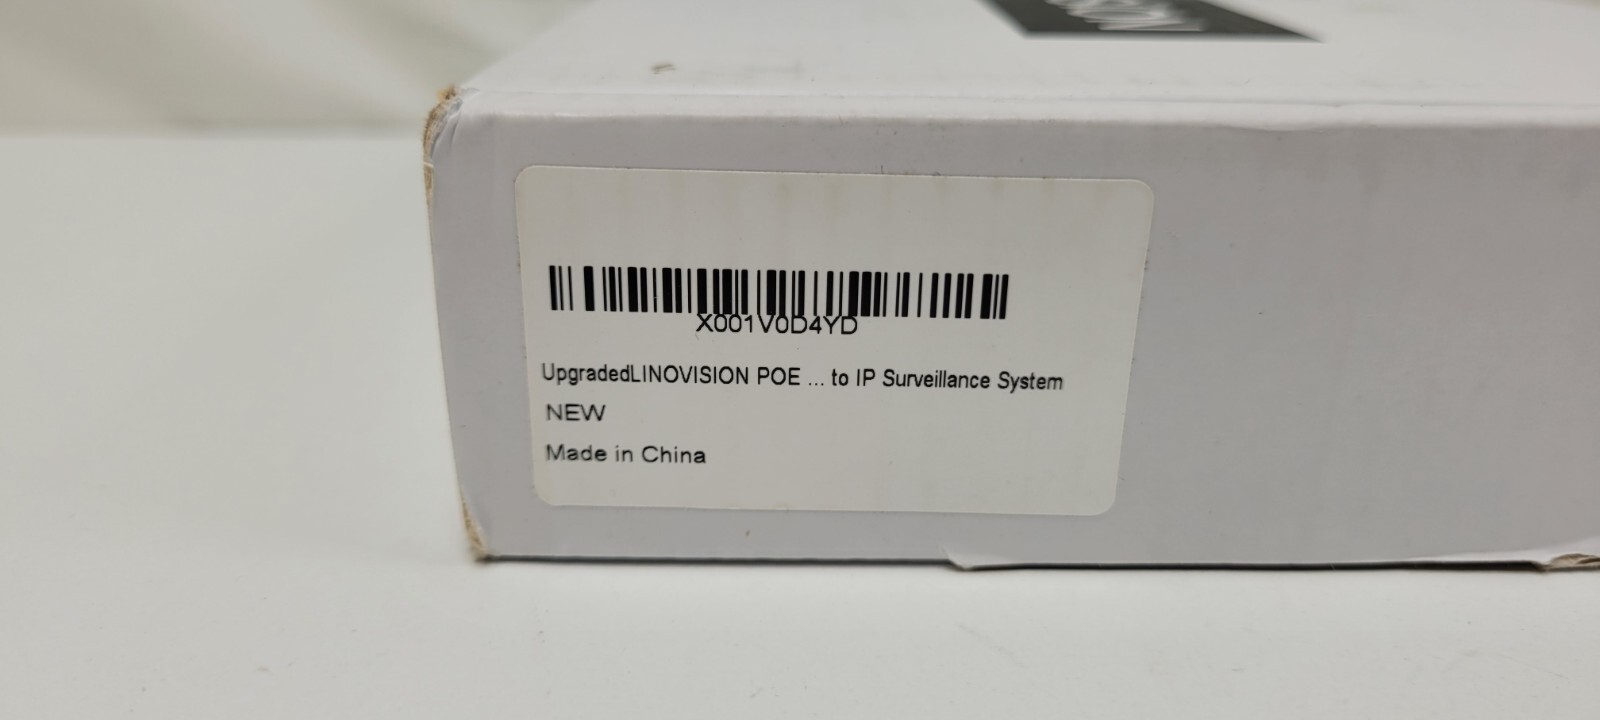 X001V0D4YD
UpgradedLINOVISION POE ... to IP Surveillance System
NEW
Made in China